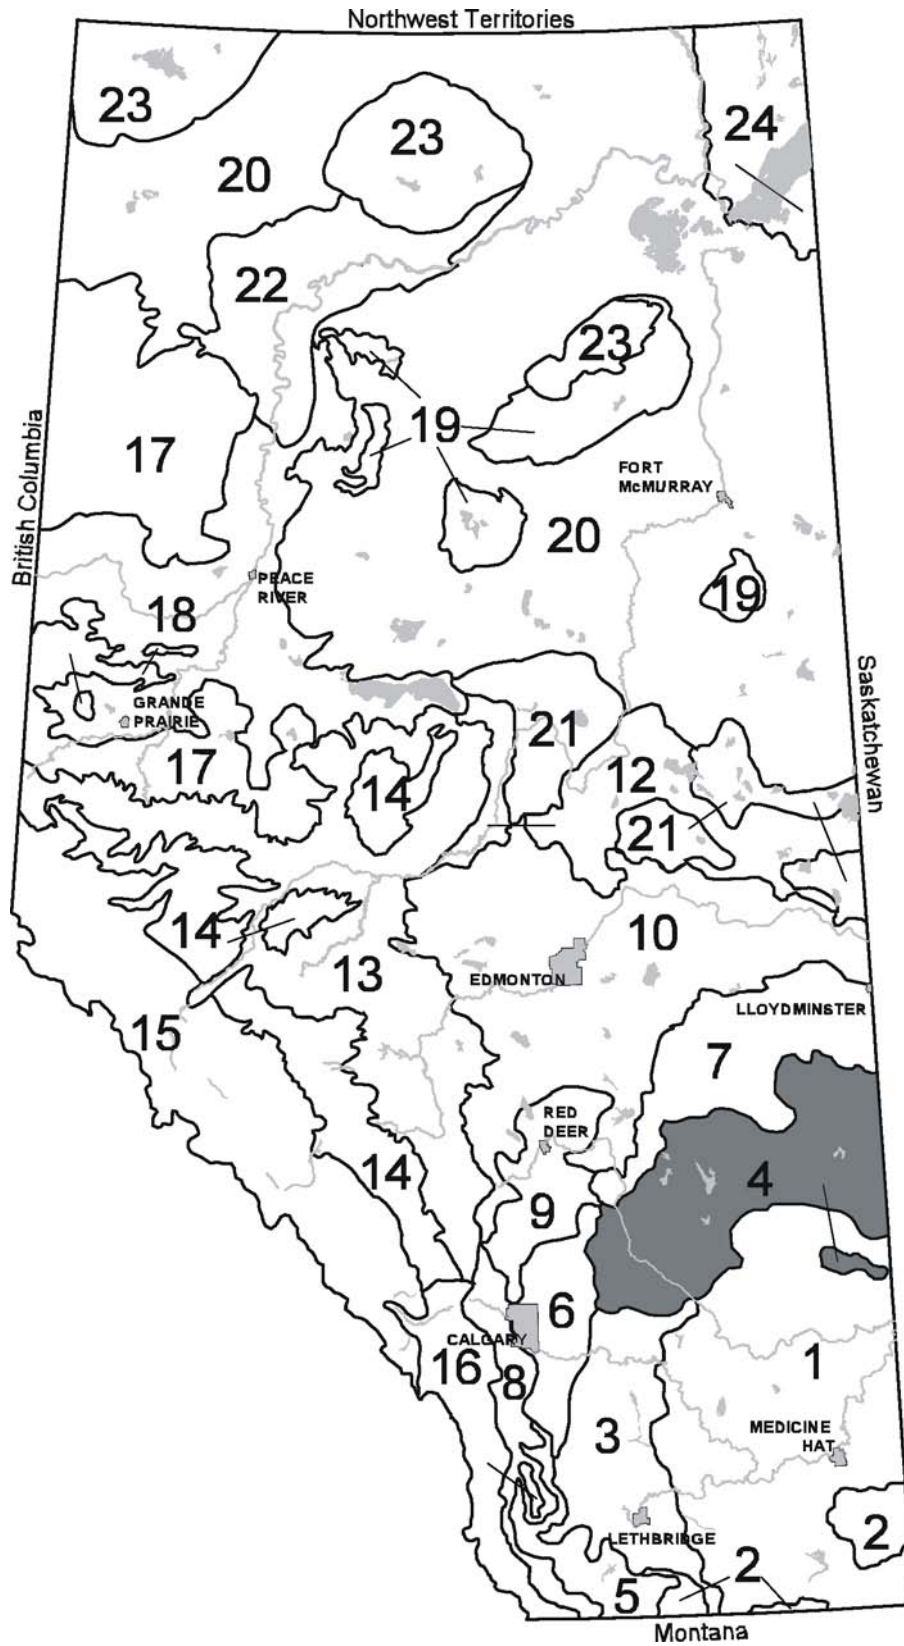 Northwest Territories
23
23
24
20
22
23
19
British Columbia
17
FORT
McMURRAY
20
PEACE
RIVER
19
18
Saskatchewan
GRANDE
PRAIRIE
21
12
17
14
21
14
10
13
EDMONTON
LLOYDMINSTER
15
7
RED
DEER
14
4
9
6
CALGARY
16
8
1
3
MEDICINE
HAT
2
LETHBRIDGE
2
5
Montana